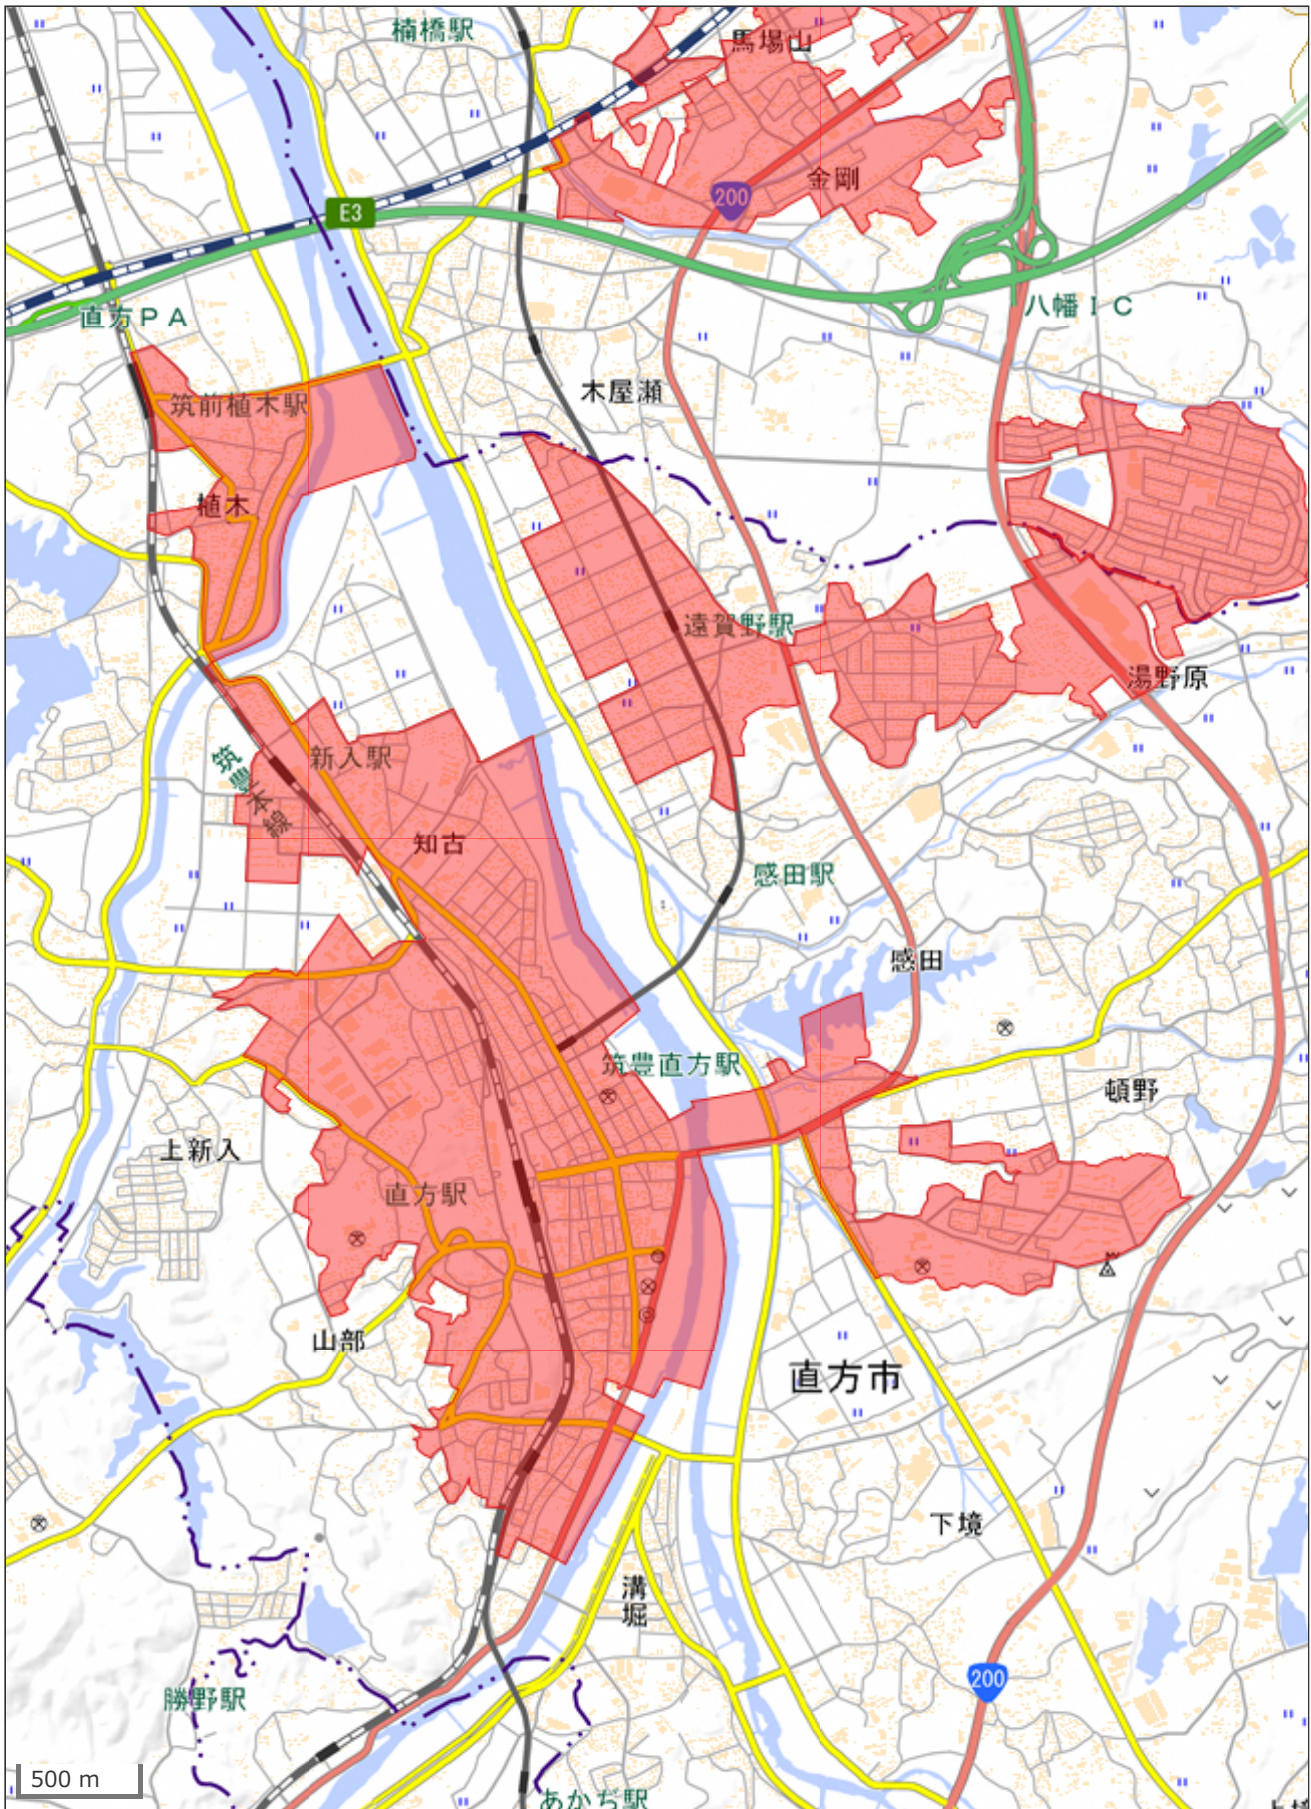 楠橋駅
馬場山
金剛
200
E3
直方PA
八幡IC
木屋瀬
筑前植木駅
植木
遠賀野駅
湯野原
新入駅
筑豊本線
知古
感田駅
感田
筑豊直方駅
頓野
上新入
直方駅
山部
直方市
下境
溝堀
200
勝野駅
500 m
あかぢ駅